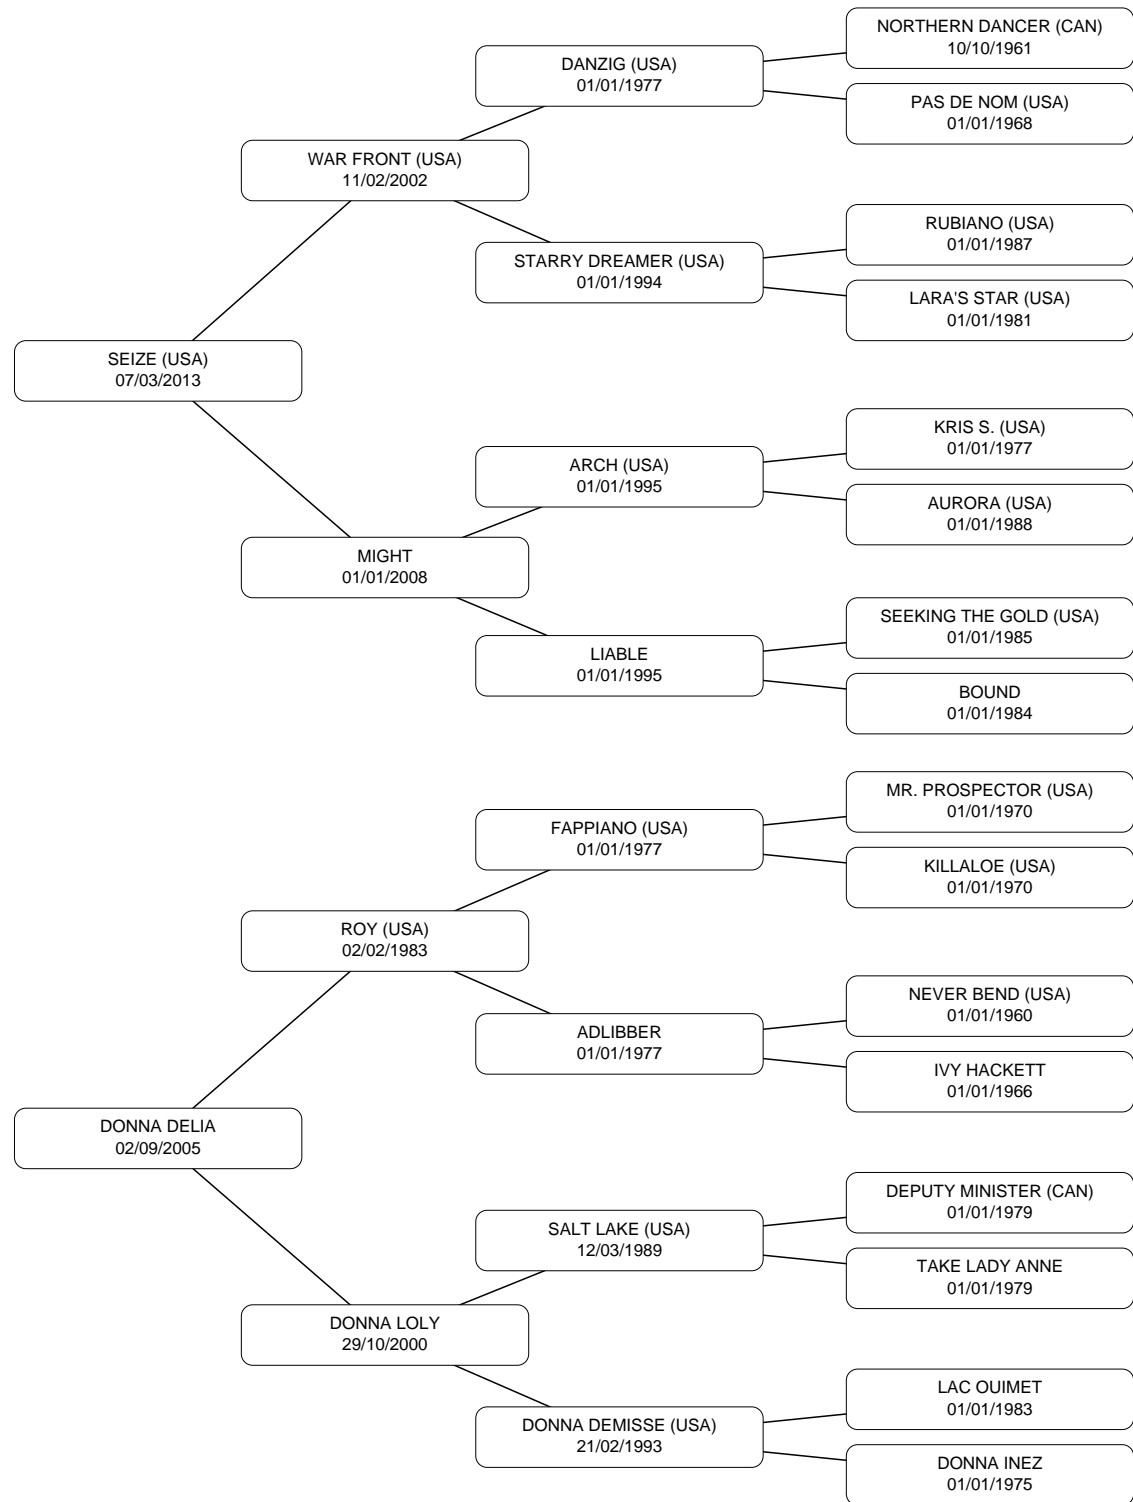 NORTHERN DANCER (CAN)
10/10/1961
DANZIG (USA)
01/01/1977
PAS DE NOM (USA)
01/01/1968
WAR FRONT (USA)
11/02/2002
RUBIANO (USA)
01/01/1987
STARRY DREAMER (USA)
01/01/1994
LARA'S STAR (USA)
01/01/1981
SEIZE (USA)
07/03/2013
KRIS S. (USA)
01/01/1977
ARCH (USA)
01/01/1995
AURORA (USA)
01/01/1988
MIGHT
01/01/2008
SEEKING THE GOLD (USA)
01/01/1985
LIABLE
01/01/1995
BOUND
01/01/1984
MR. PROSPECTOR (USA)
01/01/1970
FAPPIANO (USA)
01/01/1977
KILLALOE (USA)
01/01/1970
ROY (USA)
02/02/1983
NEVER BEND (USA)
01/01/1960
ADLIBBER
01/01/1977
IVY HACKETT
01/01/1966
DONNA DELIA
02/09/2005
DEPUTY MINISTER (CAN)
01/01/1979
SALT LAKE (USA)
12/03/1989
TAKE LADY ANNE
01/01/1979
DONNA LOLY
29/10/2000
LAC OUIMET
01/01/1983
DONNA DEMISSE (USA)
21/02/1993
DONNA INEZ
01/01/1975